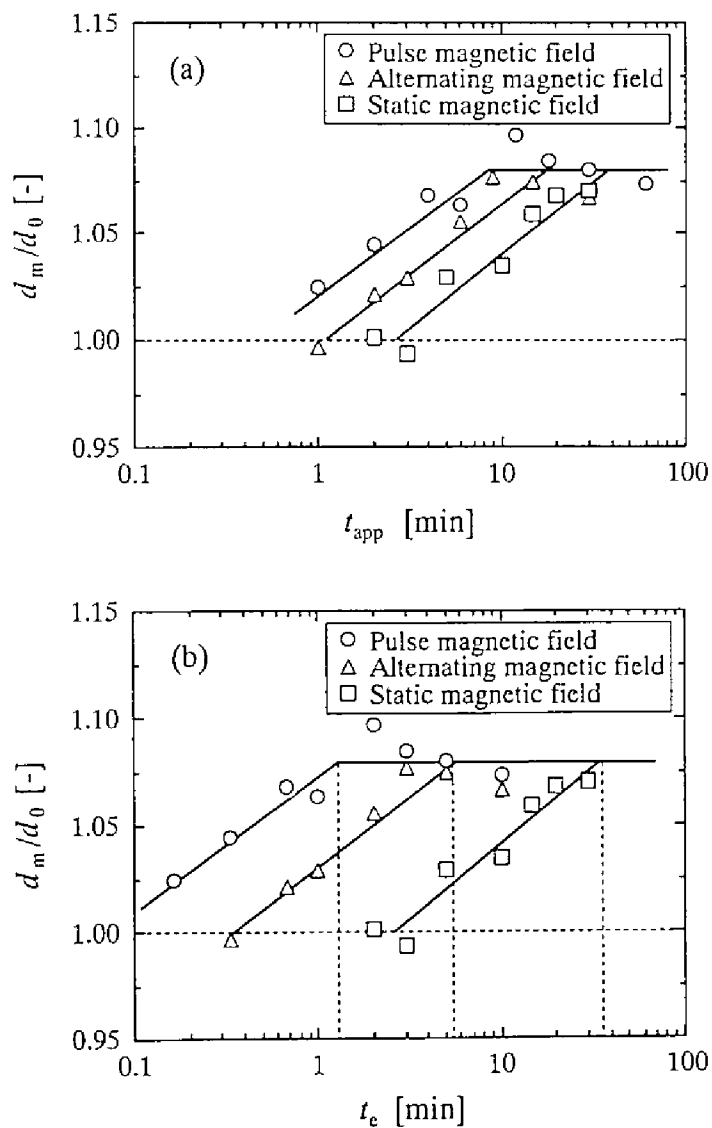 1.15
(a)
Pulse magnetic field
Alternating magnetic field
Static magnetic field
1.10
1.05
1.00
0.95
d_m/d_0 [-]
0.1 1 10 100
t_app [min]
1.15
(b)
Pulse magnetic field
Alternating magnetic field
Static magnetic field
1.10
1.05
1.00
0.95
d_m/d_0 [-]
0.1 1 10 100
t_e [min]